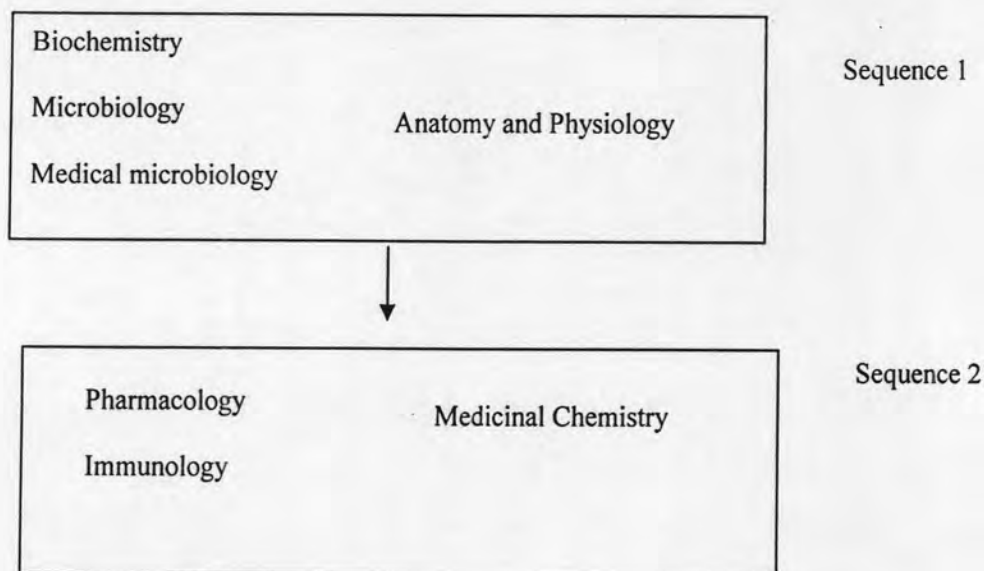 Biochemistry
Microbiology
Medical microbiology
Anatomy and Physiology
Sequence 1
Pharmacology
Immunology
Medicinal Chemistry
Sequence 2